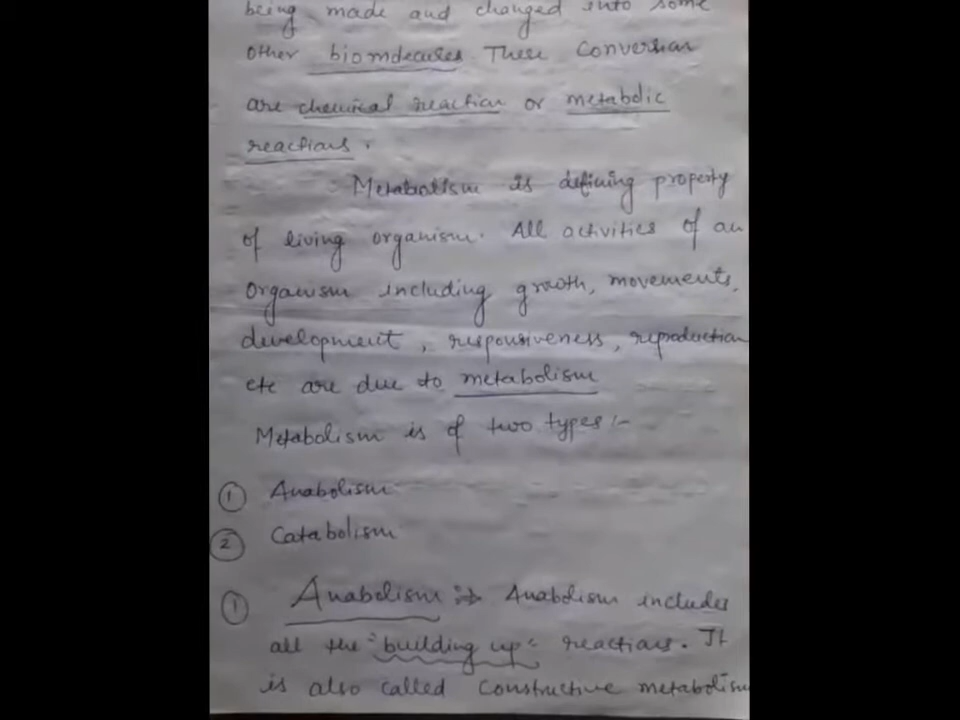 being made and changed into some
other biomolecules These conversion
are chemical reaction or metabolic
reactions.
Metabolism is defining property
of living organism. All activities of an
organism including growth, movements,
development, responsiveness, reproduction
etc are due to metabolism
Metabolism is of two types :-
① Anabolism
② Catabolism
① Anabolism :→ Anabolism includes
all the "building up" reactions. It
is also called constructive metabolism